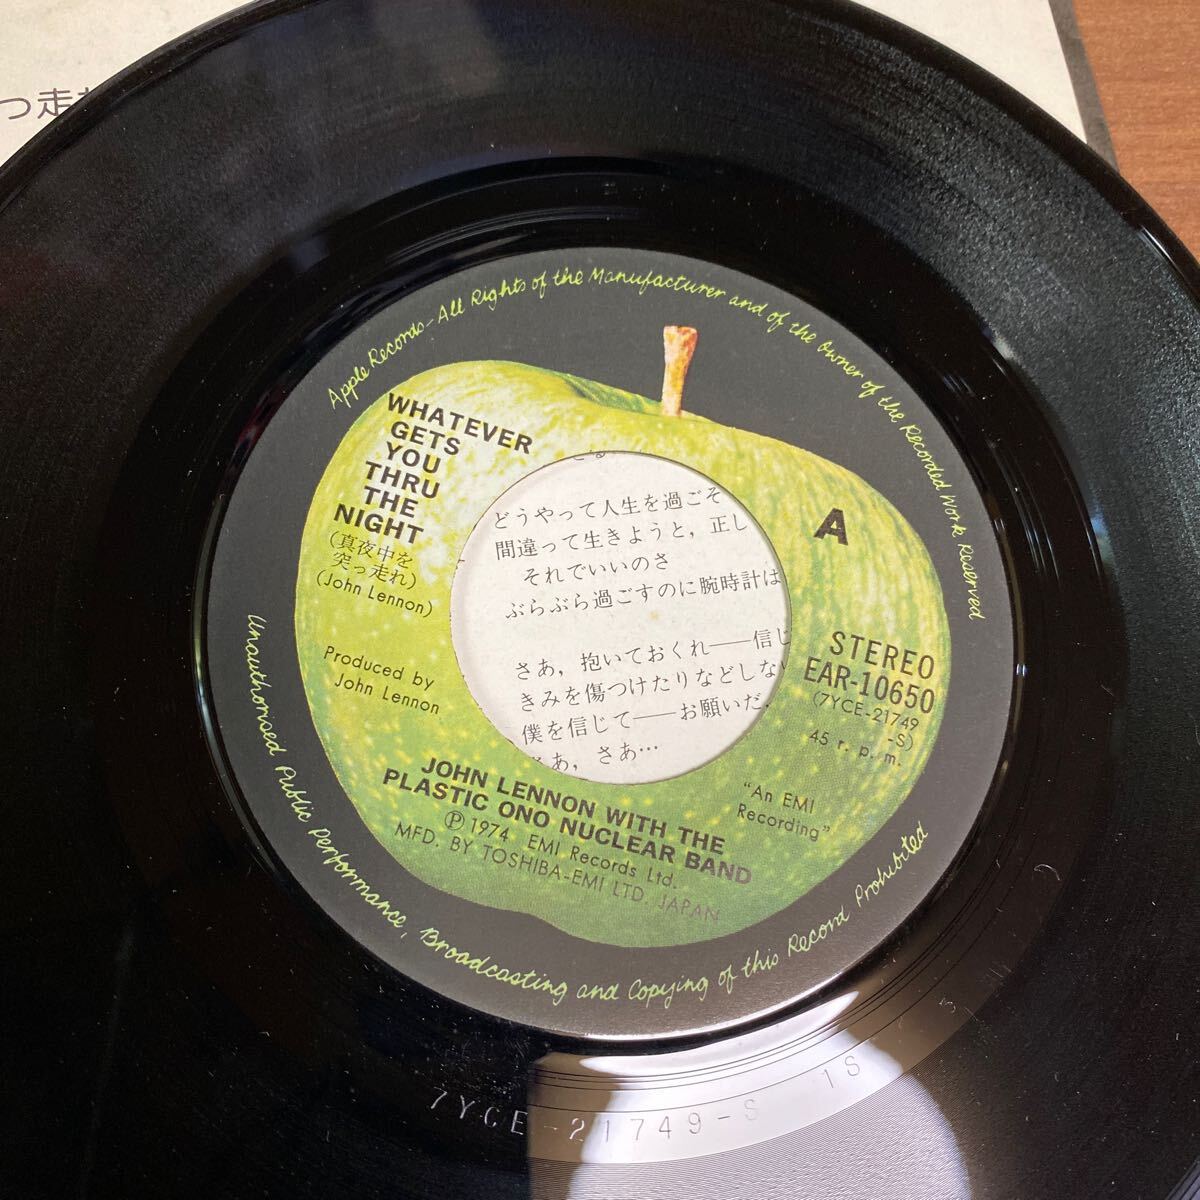 Apple Records—All Rights of the Manufacturer and of the Owner of the Recorded Work Reserved
WHATEVER
GETS
YOU
THRU
THE
NIGHT
(真夜中を
突っ走れ)
(John Lennon)
Produced by
John Lennon
A
STEREO
EAR-10650
(7YCE-21749
-S)
45 r. p. m.
"An EMI
Recording"
どうやって人生を過ごそ
間違って生きようと，正し
それでいいのさ
ぶらぶら過ごすのに腕時計は
さあ，抱いておくれ——信じ
きみを傷つけたりなどしない
僕を信じて——お願いだ，
さあ，さあ…
JOHN LENNON WITH THE
PLASTIC ONO NUCLEAR BAND
Ⓟ 1974 EMI Records Ltd.
MFD. BY TOSHIBA-EMI LTD. JAPAN
Unauthorised Public Performance, Broadcasting and Copying of this Record Prohibited
7YCE-21749-S 1S
っ走れ